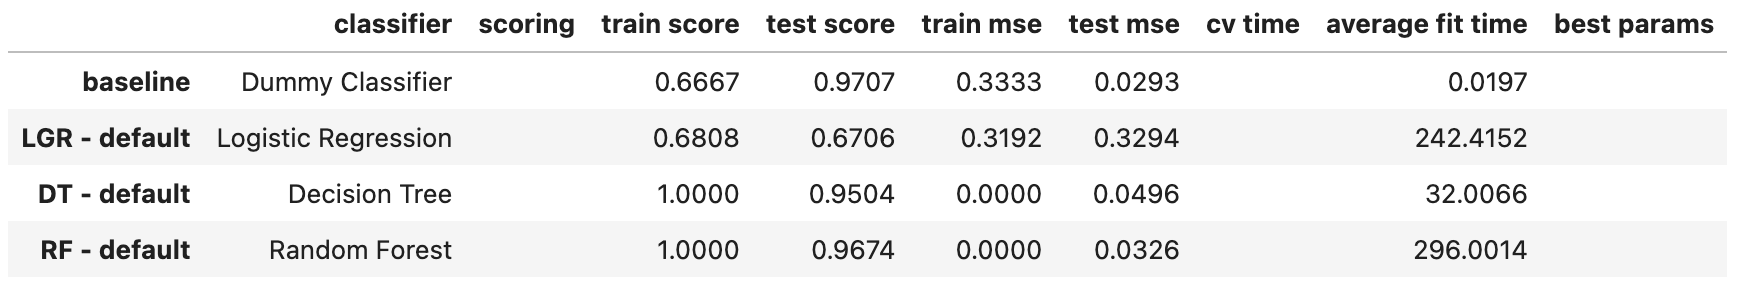 classifier scoring train score test score train mse test mse cv time average fit time best params
baseline Dummy Classifier 0.6667 0.9707 0.3333 0.0293 0.0197
LGR - default Logistic Regression 0.6808 0.6706 0.3192 0.3294 242.4152
DT - default Decision Tree 1.0000 0.9504 0.0000 0.0496 32.0066
RF - default Random Forest 1.0000 0.9674 0.0000 0.0326 296.0014